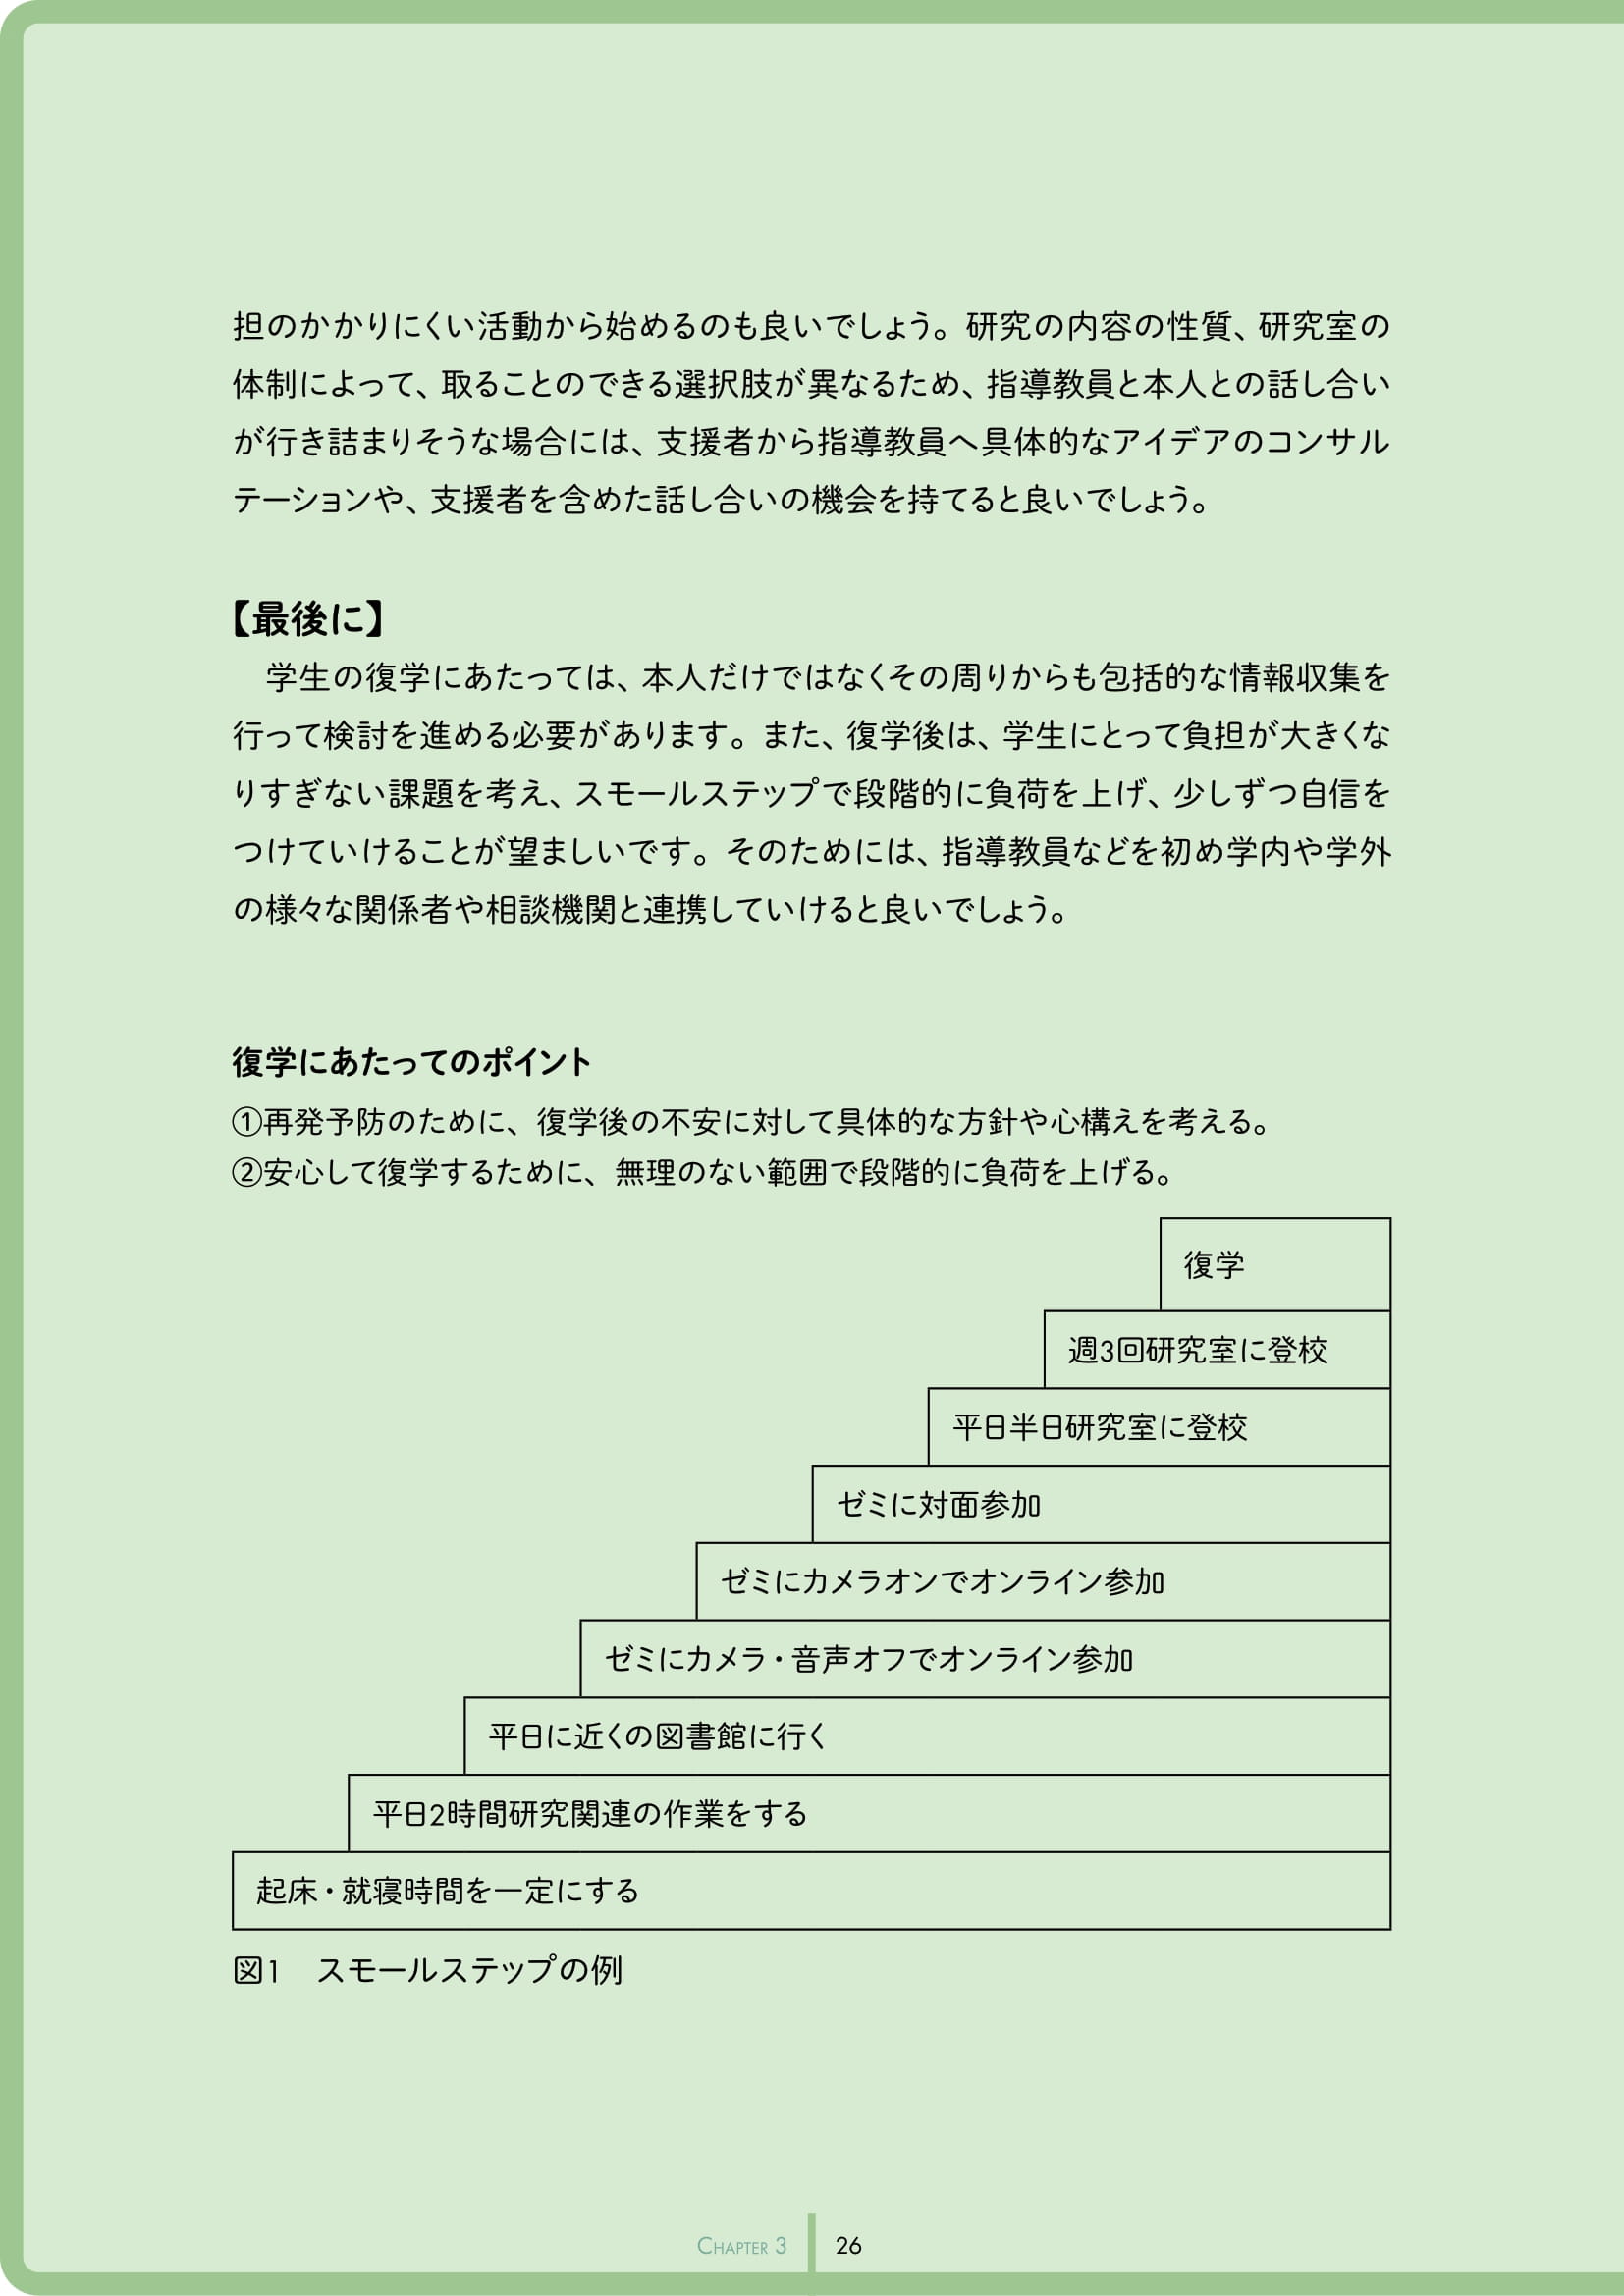 担のかかりにくい活動から始めるのも良いでしょう。研究の内容の性質、研究室の
体制によって、取ることのできる選択肢が異なるため、指導教員と本人との話し合い
が行き詰まりそうな場合には、支援者から指導教員へ具体的なアイデアのコンサル
テーションや、支援者を含めた話し合いの機会を持てると良いでしょう。
【最後に】
　学生の復学にあたっては、本人だけではなくその周りからも包括的な情報収集を
行って検討を進める必要があります。また、復学後は、学生にとって負担が大きくな
りすぎない課題を考え、スモールステップで段階的に負荷を上げ、少しずつ自信を
つけていけることが望ましいです。そのためには、指導教員などを初め学内や学外
の様々な関係者や相談機関と連携していけると良いでしょう。
復学にあたってのポイント
①再発予防のために、復学後の不安に対して具体的な方針や心構えを考える。
②安心して復学するために、無理のない範囲で段階的に負荷を上げる。
復学
週3回研究室に登校
平日半日研究室に登校
ゼミに対面参加
ゼミにカメラオンでオンライン参加
ゼミにカメラ・音声オフでオンライン参加
平日に近くの図書館に行く
平日2時間研究関連の作業をする
起床・就寝時間を一定にする
図1　スモールステップの例
CHAPTER 3 26